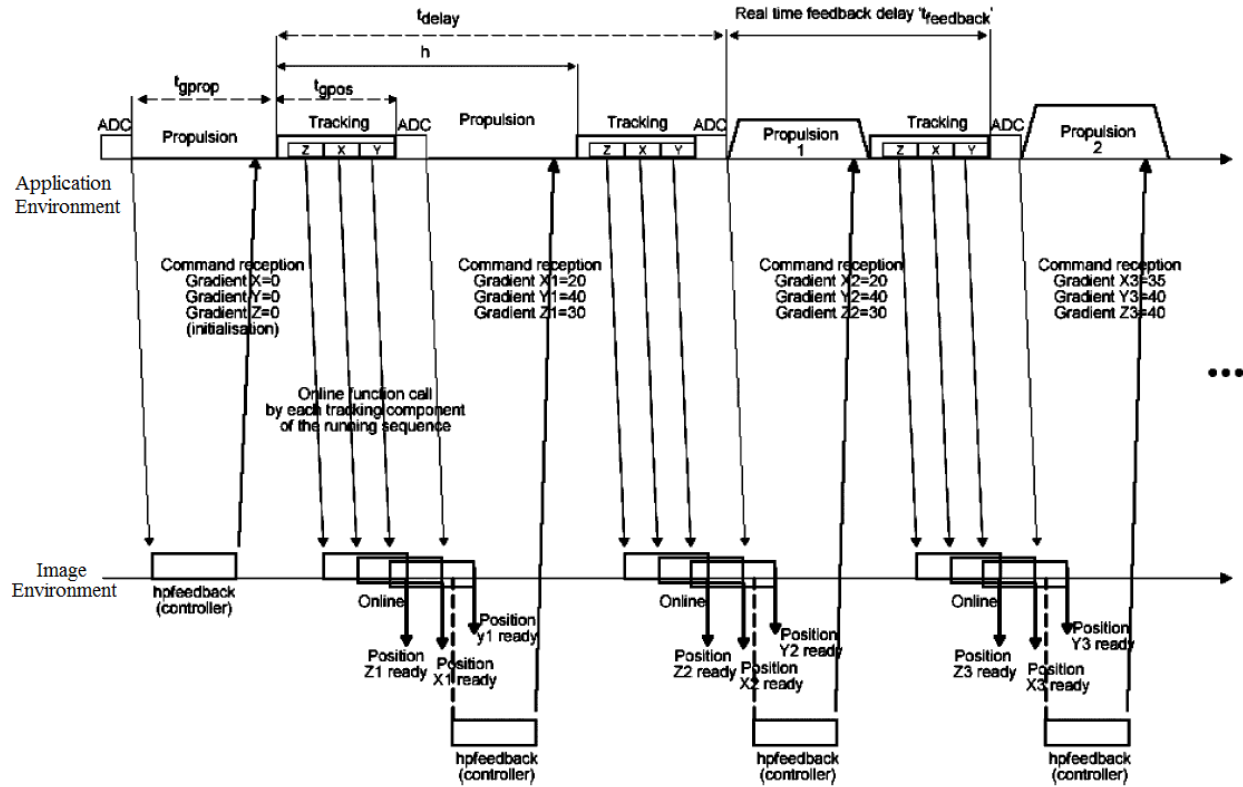 tdelay
Real time feedback delay 'tfeedback'
h
tgprop
tgpos
ADC
Propulsion
Tracking
Z X Y
ADC
Propulsion
Tracking
Z X Y
ADC
Propulsion
1
Tracking
Z X Y
ADC
Propulsion
2
Application
Environment
Command reception
Gradient X=0
Gradient Y=0
Gradient Z=0
(initialisation)
Command reception
Gradient X1=20
Gradient Y1=40
Gradient Z1=30
Command reception
Gradient X2=20
Gradient Y2=40
Gradient Z2=30
Command reception
Gradient X3=35
Gradient Y3=40
Gradient Z3=40
Online function call
by each tracking component
of the running sequence
Image
Environment
hpfeedback
(controller)
Online
Position
Z1 ready
Position
X1 ready
Position
y1 ready
hpfeedback
(controller)
Online
Position
Z2 ready
Position
X2 ready
Position
Y2 ready
hpfeedback
(controller)
Online
Position
Z3 ready
Position
X3 ready
Position
Y3 ready
hpfeedback
(controller)